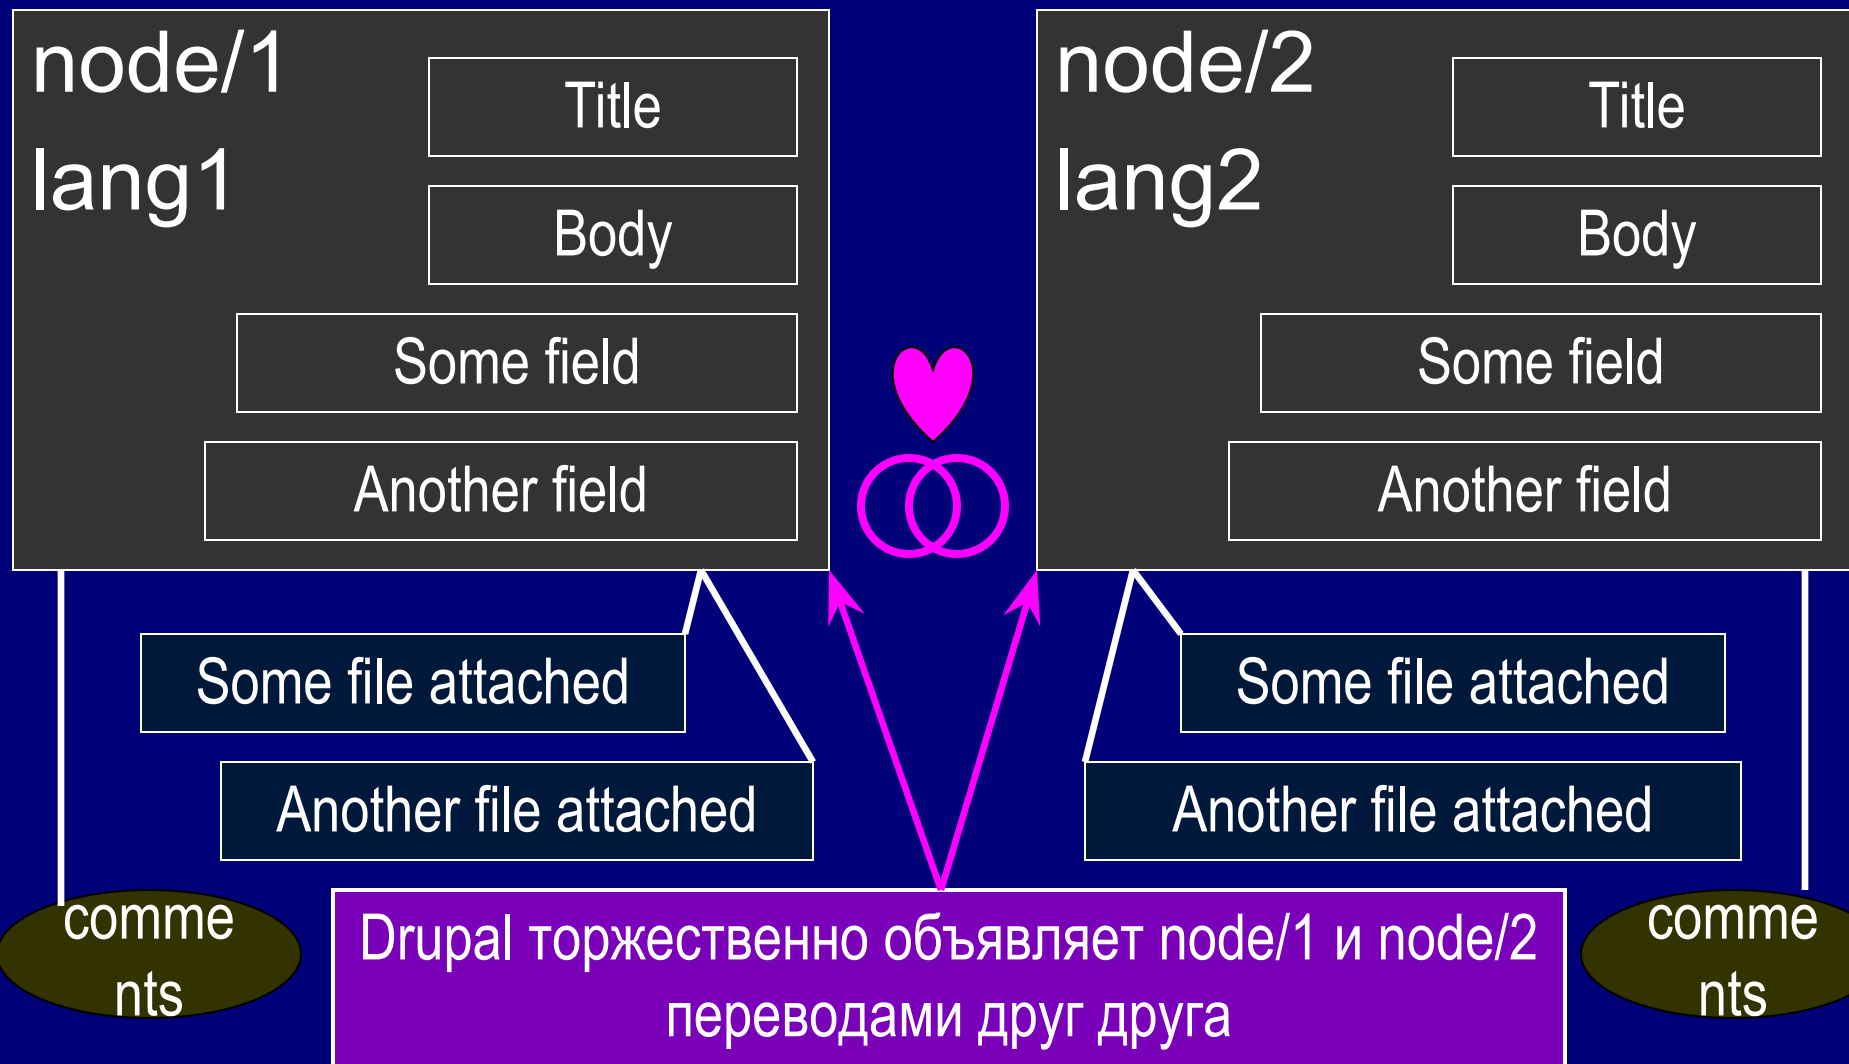 node/1
lang1
Title
Body
Some field
Another field
Some file attached
Another file attached
comme
nts
node/2
lang2
Title
Body
Some field
Another field
Some file attached
Another file attached
comme
nts
Drupal торжественно объявляет node/1 и node/2
переводами друг друга